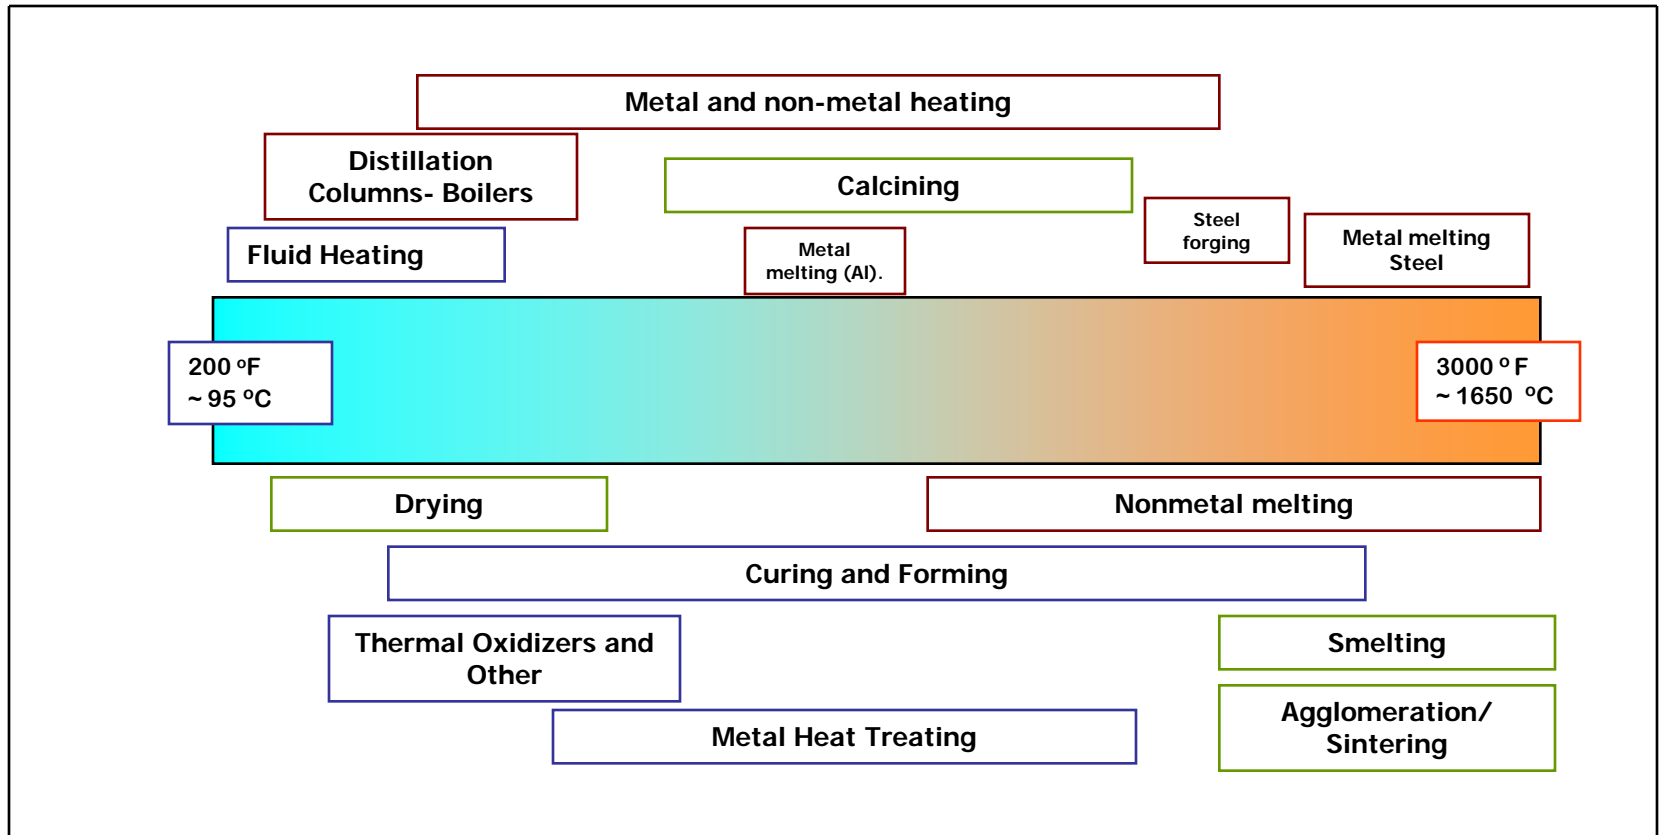 Metal and non-metal heating
Distillation
Columns- Boilers
Calcining
Steel
forging
Metal melting
Steel
Fluid Heating
Metal
melting (Al).
200 ºF
~ 95 ºC
3000 º F
~ 1650 ºC
Drying
Nonmetal melting
Curing and Forming
Thermal Oxidizers and
Other
Smelting
Metal Heat Treating
Agglomeration/
Sintering